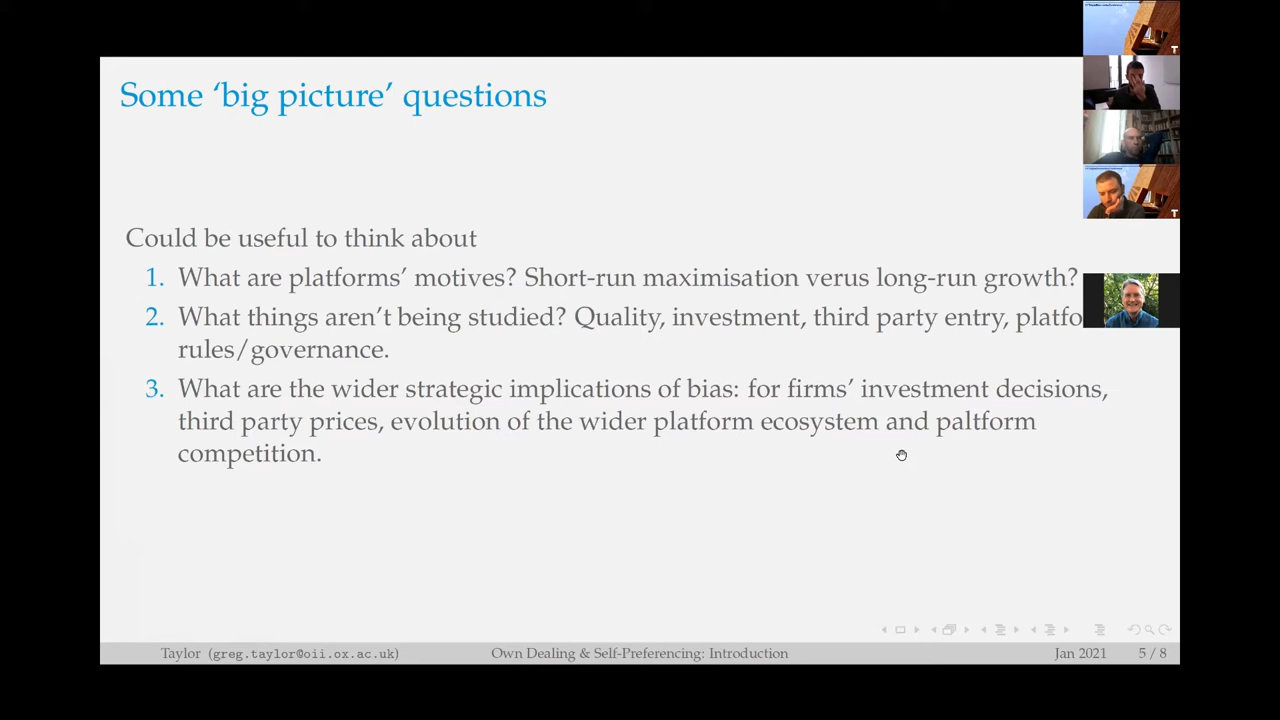 Some ‘big picture’ questions
Could be useful to think about
1. What are platforms’ motives? Short-run maximisation verus long-run growth?
2. What things aren’t being studied? Quality, investment, third party entry, platfo
rules/governance.
3. What are the wider strategic implications of bias: for firms’ investment decisions,
third party prices, evolution of the wider platform ecosystem and paltform
competition.
Taylor (greg.taylor@oii.ox.ac.uk) Own Dealing & Self-Preferencing: Introduction Jan 2021 5 / 8